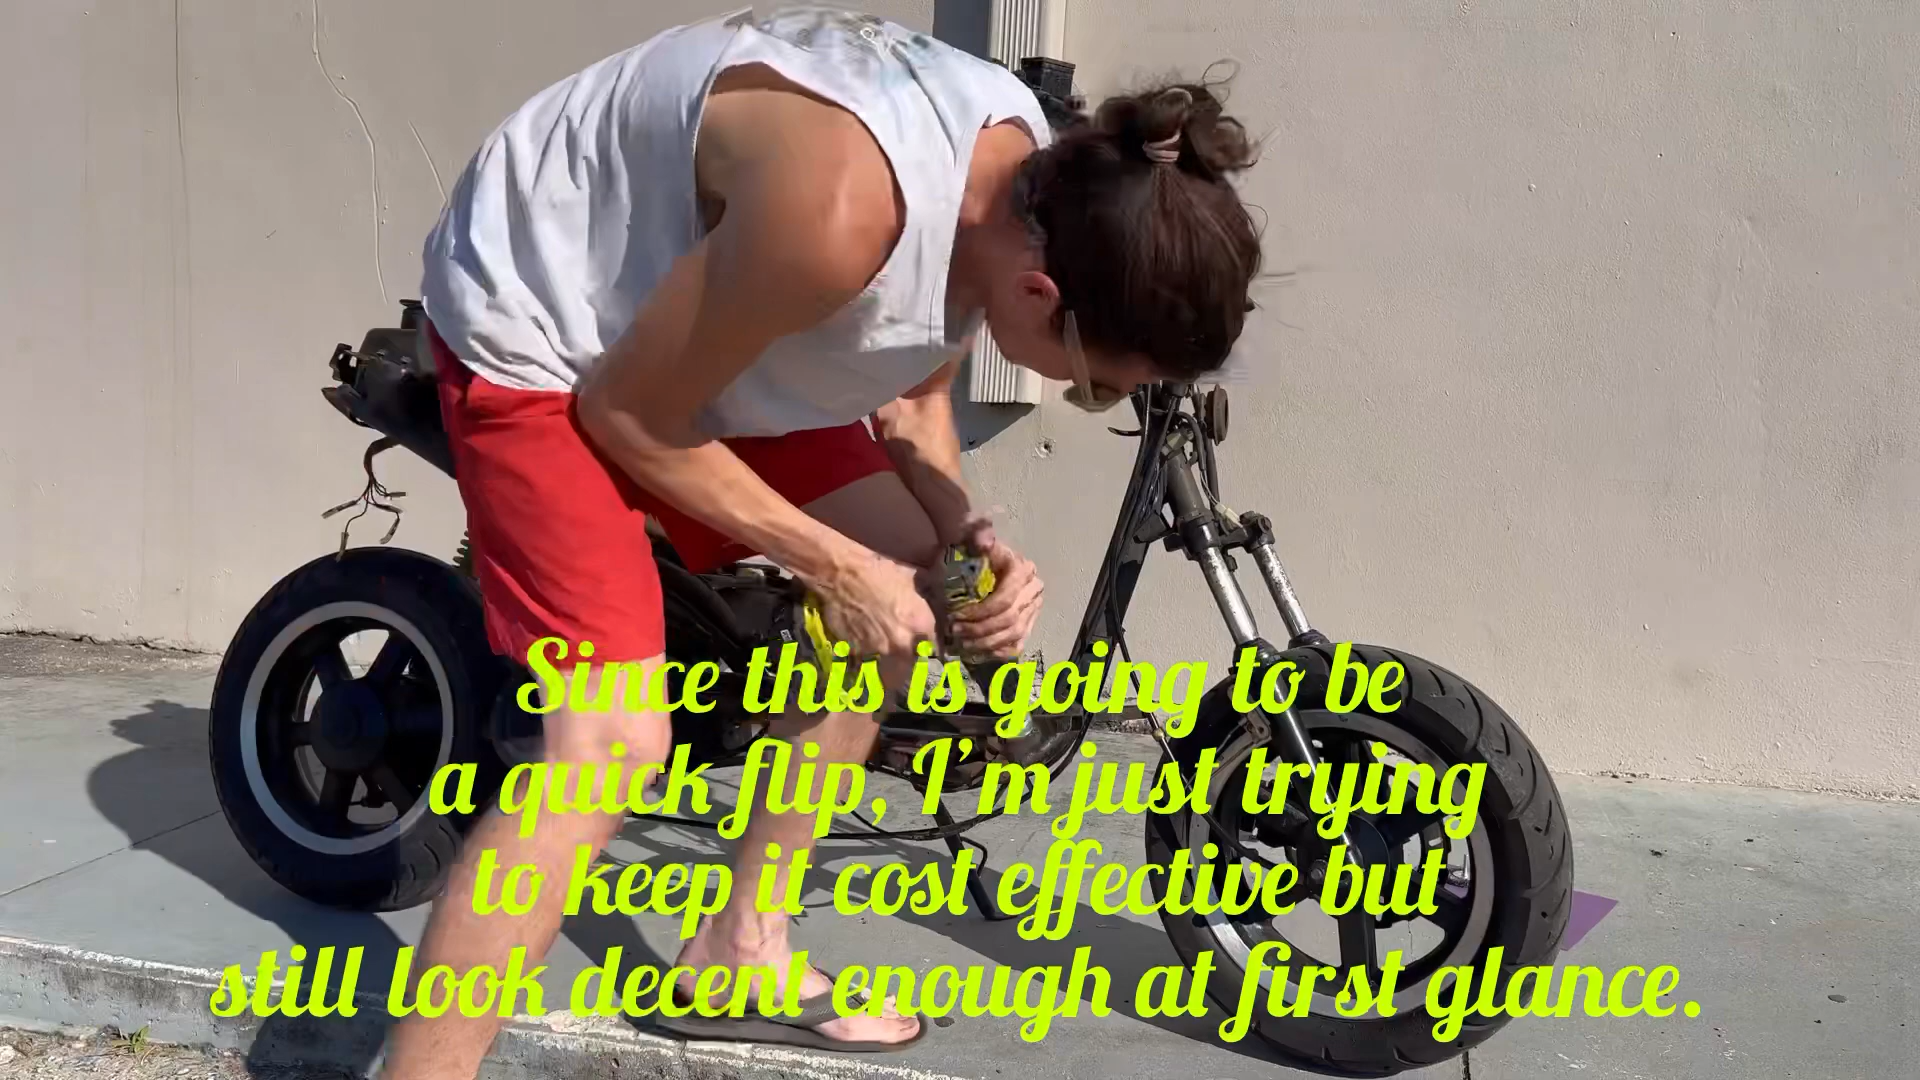 Since this is going to be
a quick flip, I'm just trying
to keep it cost effective but
still look decent enough at first glance.